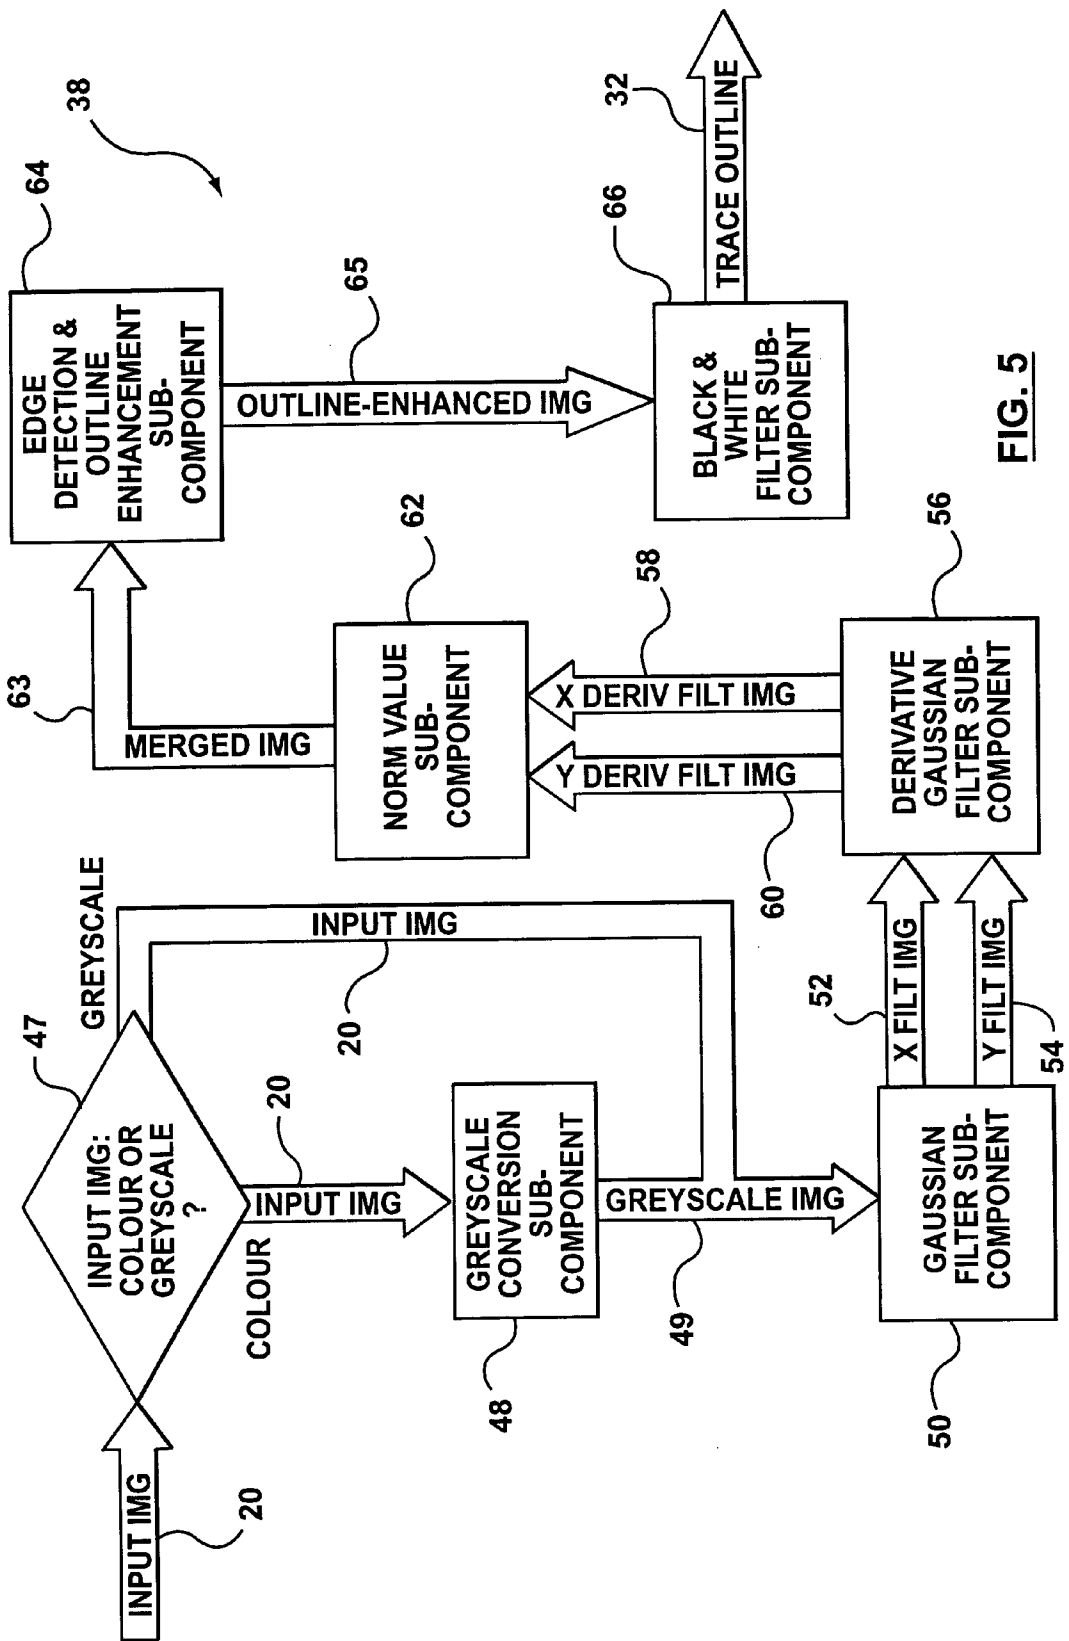 INPUT IMG
20
INPUT IMG:
COLOUR OR
GREYSCALE
?
47
GREYSCALE
COLOUR
INPUT IMG
20
INPUT IMG
20
GREYSCALE
CONVERSION
SUB-
COMPONENT
48
GREYSCALE IMG
49
GAUSSIAN
FILTER SUB-
COMPONENT
50
X FILT IMG
52
Y FILT IMG
54
DERIVATIVE
GAUSSIAN
FILTER SUB-
COMPONENT
56
X DERIV FILT IMG
58
Y DERIV FILT IMG
60
NORM VALUE
SUB-
COMPONENT
62
MERGED IMG
63
EDGE
DETECTION &
OUTLINE
ENHANCEMENT
SUB-
COMPONENT
64
38
OUTLINE-ENHANCED IMG
65
BLACK &
WHITE
FILTER SUB-
COMPONENT
66
TRACE OUTLINE
32
FIG. 5